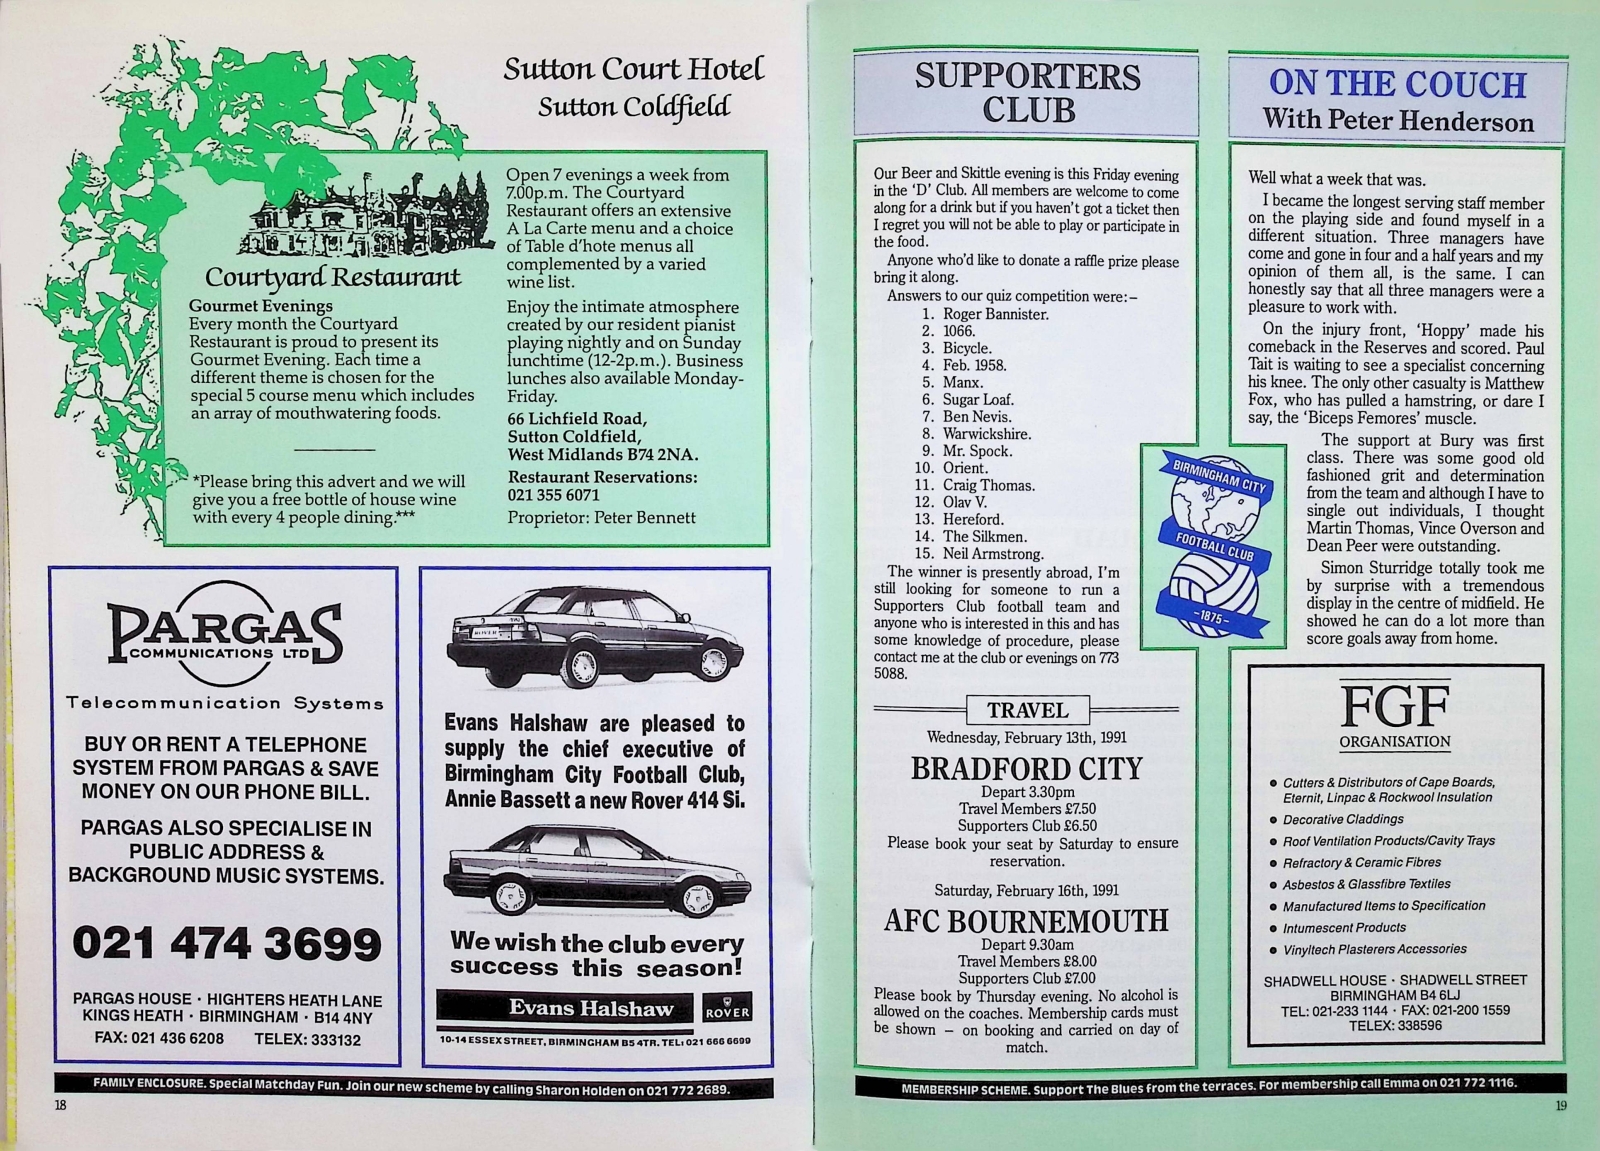 Sutton Court Hotel
Sutton Coldfield
Courtyard Restaurant
Gourmet Evenings
Every month the Courtyard
Restaurant is proud to present its
Gourmet Evening. Each time a
different theme is chosen for the
special 5 course menu which includes
an array of mouthwatering foods.
*Please bring this advert and we will
give you a free bottle of house wine
with every 4 people dining.***
Open 7 evenings a week from
7.00p.m. The Courtyard
Restaurant offers an extensive
A La Carte menu and a choice
of Table d'hote menus all
complemented by a varied
wine list.
Enjoy the intimate atmosphere
created by our resident pianist
playing nightly and on Sunday
lunchtime (12-2p.m.). Business
lunches also available Monday-
Friday.
66 Lichfield Road,
Sutton Coldfield,
West Midlands B74 2NA.
Restaurant Reservations:
021 355 6071
Proprietor: Peter Bennett
PARGAS
COMMUNICATIONS LTD
Telecommunication Systems
BUY OR RENT A TELEPHONE
SYSTEM FROM PARGAS & SAVE
MONEY ON OUR PHONE BILL.
PARGAS ALSO SPECIALISE IN
PUBLIC ADDRESS &
BACKGROUND MUSIC SYSTEMS.
021 474 3699
PARGAS HOUSE · HIGHTERS HEATH LANE
KINGS HEATH · BIRMINGHAM · B14 4NY
FAX: 021 436 6208 TELEX: 333132
ROVER
Evans Halshaw are pleased to
supply the chief executive of
Birmingham City Football Club,
Annie Bassett a new Rover 414 Si.
We wish the club every
success this season!
Evans Halshaw
ROVER
10-14 ESSEX STREET, BIRMINGHAM B5 4TR. TEL: 021 666 6699
FAMILY ENCLOSURE. Special Matchday Fun. Join our new scheme by calling Sharon Holden on 021 772 2689.
18
SUPPORTERS
CLUB
Our Beer and Skittle evening is this Friday evening
in the 'D' Club. All members are welcome to come
along for a drink but if you haven't got a ticket then
I regret you will not be able to play or participate in
the food.
Anyone who'd like to donate a raffle prize please
bring it along.
Answers to our quiz competition were:–
1. Roger Bannister.
2. 1066.
3. Bicycle.
4. Feb. 1958.
5. Manx.
6. Sugar Loaf.
7. Ben Nevis.
8. Warwickshire.
9. Mr. Spock.
10. Orient.
11. Craig Thomas.
12. Olav V.
13. Hereford.
14. The Silkmen.
15. Neil Armstrong.
The winner is presently abroad, I'm
still looking for someone to run a
Supporters Club football team and
anyone who is interested in this and has
some knowledge of procedure, please
contact me at the club or evenings on 773
5088.
TRAVEL
Wednesday, February 13th, 1991
BRADFORD CITY
Depart 3.30pm
Travel Members £7.50
Supporters Club £6.50
Please book your seat by Saturday to ensure
reservation.
Saturday, February 16th, 1991
AFC BOURNEMOUTH
Depart 9.30am
Travel Members £8.00
Supporters Club £7.00
Please book by Thursday evening. No alcohol is
allowed on the coaches. Membership cards must
be shown – on booking and carried on day of
match.
BIRMINGHAM CITY
FOOTBALL CLUB
–1875–
ON THE COUCH
With Peter Henderson
Well what a week that was.
I became the longest serving staff member
on the playing side and found myself in a
different situation. Three managers have
come and gone in four and a half years and my
opinion of them all, is the same. I can
honestly say that all three managers were a
pleasure to work with.
On the injury front, 'Hoppy' made his
comeback in the Reserves and scored. Paul
Tait is waiting to see a specialist concerning
his knee. The only other casualty is Matthew
Fox, who has pulled a hamstring, or dare I
say, the 'Biceps Femores' muscle.
The support at Bury was first
class. There was some good old
fashioned grit and determination
from the team and although I have to
single out individuals, I thought
Martin Thomas, Vince Overson and
Dean Peer were outstanding.
Simon Sturridge totally took me
by surprise with a tremendous
display in the centre of midfield. He
showed he can do a lot more than
score goals away from home.
FGF
ORGANISATION
• Cutters & Distributors of Cape Boards,
Eternit, Linpac & Rockwool Insulation
• Decorative Claddings
• Roof Ventilation Products/Cavity Trays
• Refractory & Ceramic Fibres
• Asbestos & Glassfibre Textiles
• Manufactured Items to Specification
• Intumescent Products
• Vinyltech Plasterers Accessories
SHADWELL HOUSE · SHADWELL STREET
BIRMINGHAM B4 6LJ
TEL: 021-233 1144 · FAX: 021-200 1559
TELEX: 338596
MEMBERSHIP SCHEME. Support The Blues from the terraces. For membership call Emma on 021 772 1116.
19